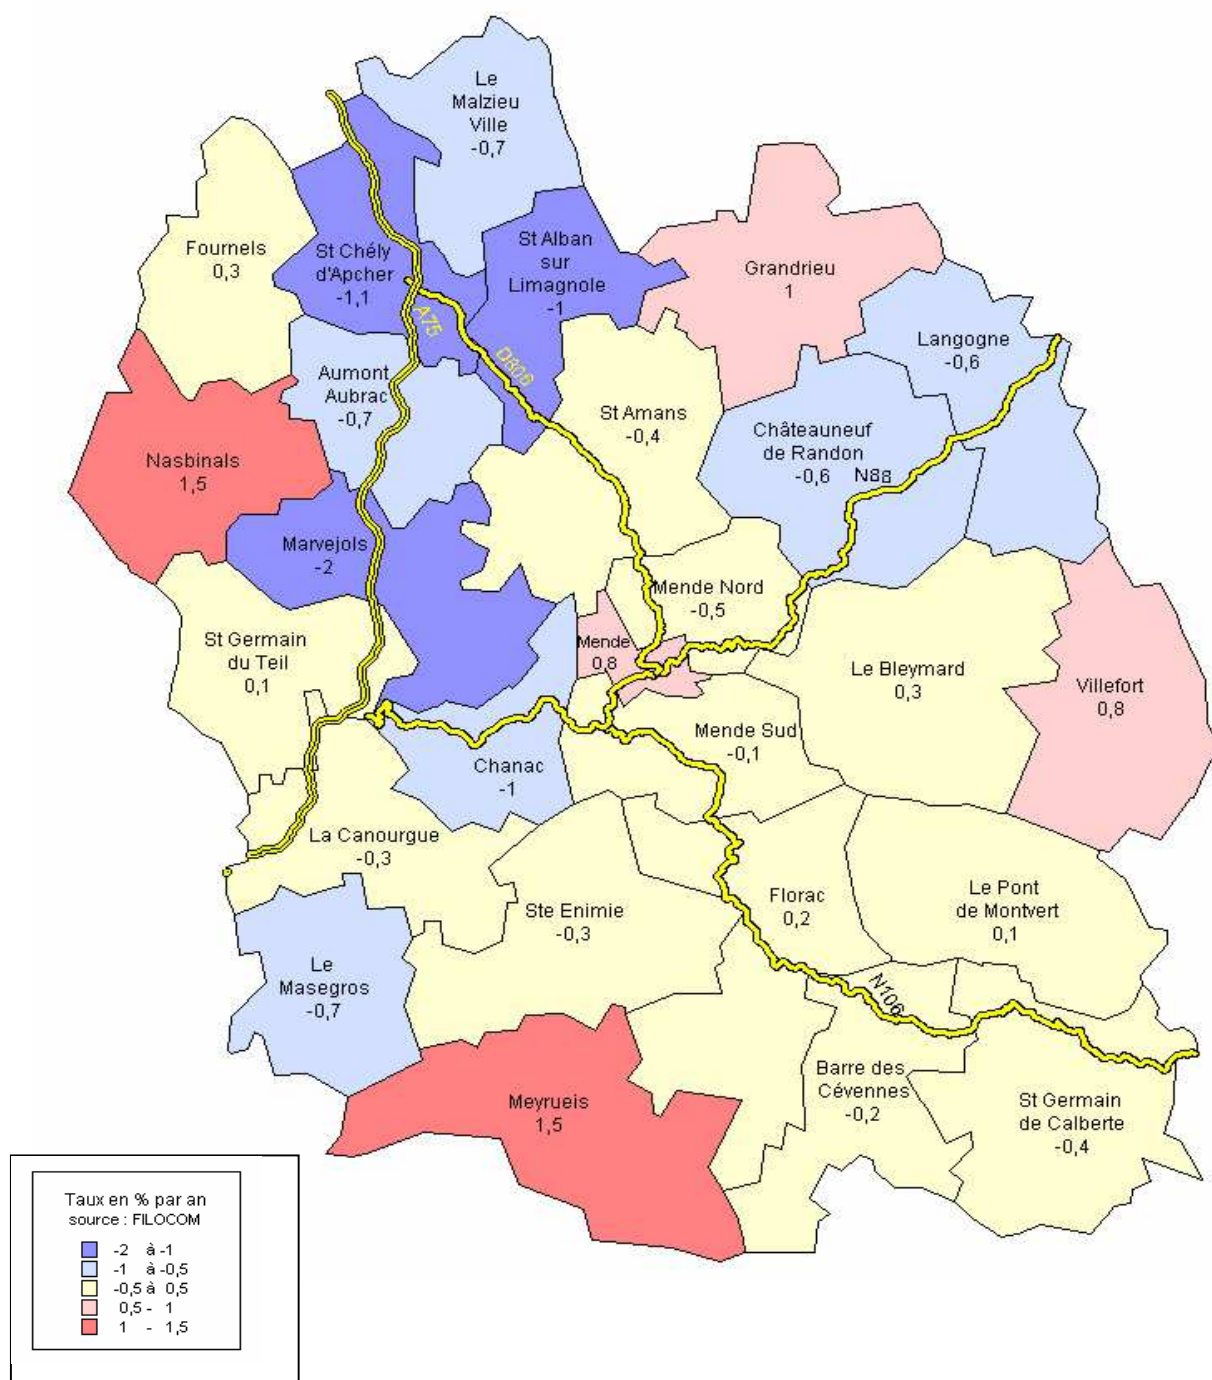 Le
Malzieu
Ville
-0,7
Fournels
0,3
St Chély
d'Apcher
-1,1
St Alban
sur
Limagnole
-1
Grandrieu
1
A75
D806
Langogne
-0,6
Aumont
Aubrac
-0,7
St Amans
-0,4
Châteauneuf
de Randon
-0,6
N88
Nasbinals
1,5
Marvejols
-2
Mende Nord
-0,5
St Germain
du Teil
0,1
Mende
0,8
Le Bleymard
0,3
Villefort
0,8
Mende Sud
-0,1
Chanac
-1
La Canourgue
-0,3
Ste Enimie
-0,3
Florac
0,2
Le Pont
de Montvert
0,1
Le
Masegros
-0,7
N106
Barre des
Cévennes
-0,2
Meyrueis
1,5
St Germain
de Calberte
-0,4
Taux en % par an
source : FILOCOM
-2 à -1
-1 à -0,5
-0,5 à 0,5
0,5 - 1
1 - 1,5